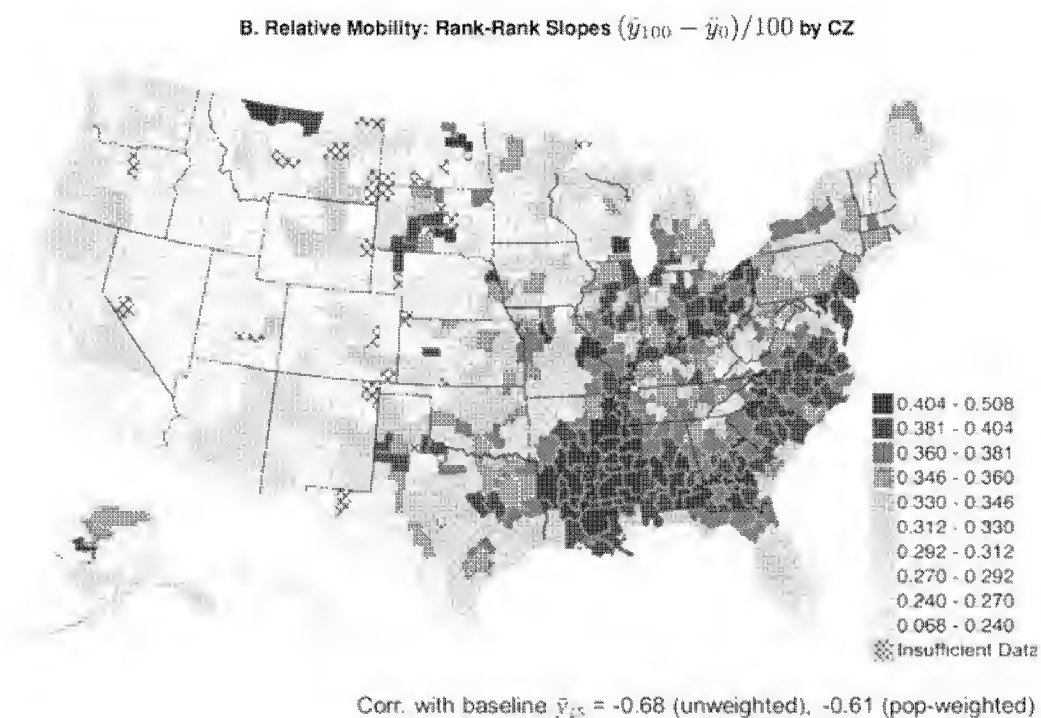 B. Relative Mobility: Rank-Rank Slopes (ȳ₁₀₀ − ȳ₀)/100 by CZ
0.404 - 0.508
0.381 - 0.404
0.360 - 0.381
0.346 - 0.360
0.330 - 0.346
0.312 - 0.330
0.292 - 0.312
0.270 - 0.292
0.240 - 0.270
0.068 - 0.240
Insufficient Data
Corr. with baseline ȳ₂₅ = -0.68 (unweighted), -0.61 (pop-weighted)